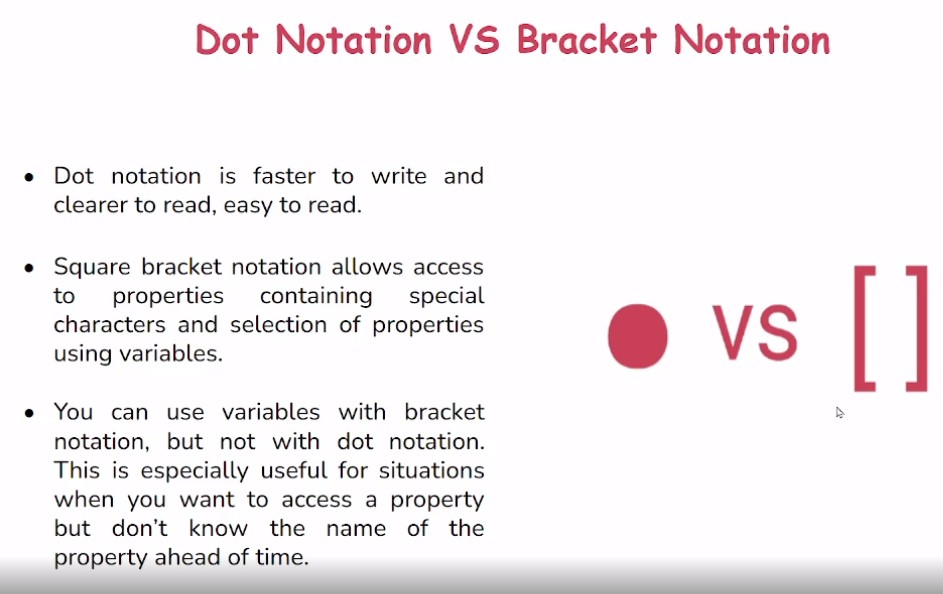 Dot Notation VS Bracket Notation
• Dot notation is faster to write and
clearer to read, easy to read.
• Square bracket notation allows access
to properties containing special
characters and selection of properties
using variables.
• You can use variables with bracket
notation, but not with dot notation.
This is especially useful for situations
when you want to access a property
but don't know the name of the
property ahead of time.
● VS [ ]